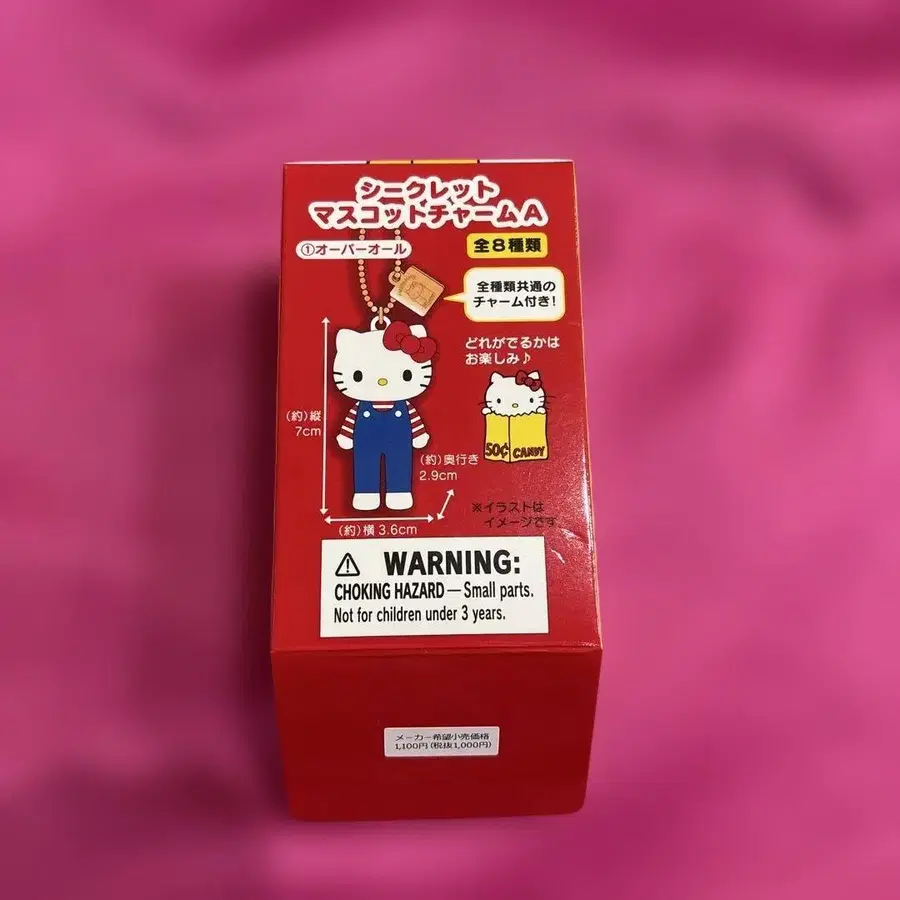 シークレット
マスコットチャームA
①オーバーオール
全8種類
全種類共通の
チャーム付き!
どれがでるかは
お楽しみ♪
(約)縦
7cm
50¢ CANDY
(約)奥行き
2.9cm
(約)横 3.6cm
※イラストは
イメージです
WARNING:
CHOKING HAZARD — Small parts.
Not for children under 3 years.
メーカー希望小売価格
1,100円(税抜1,000円)